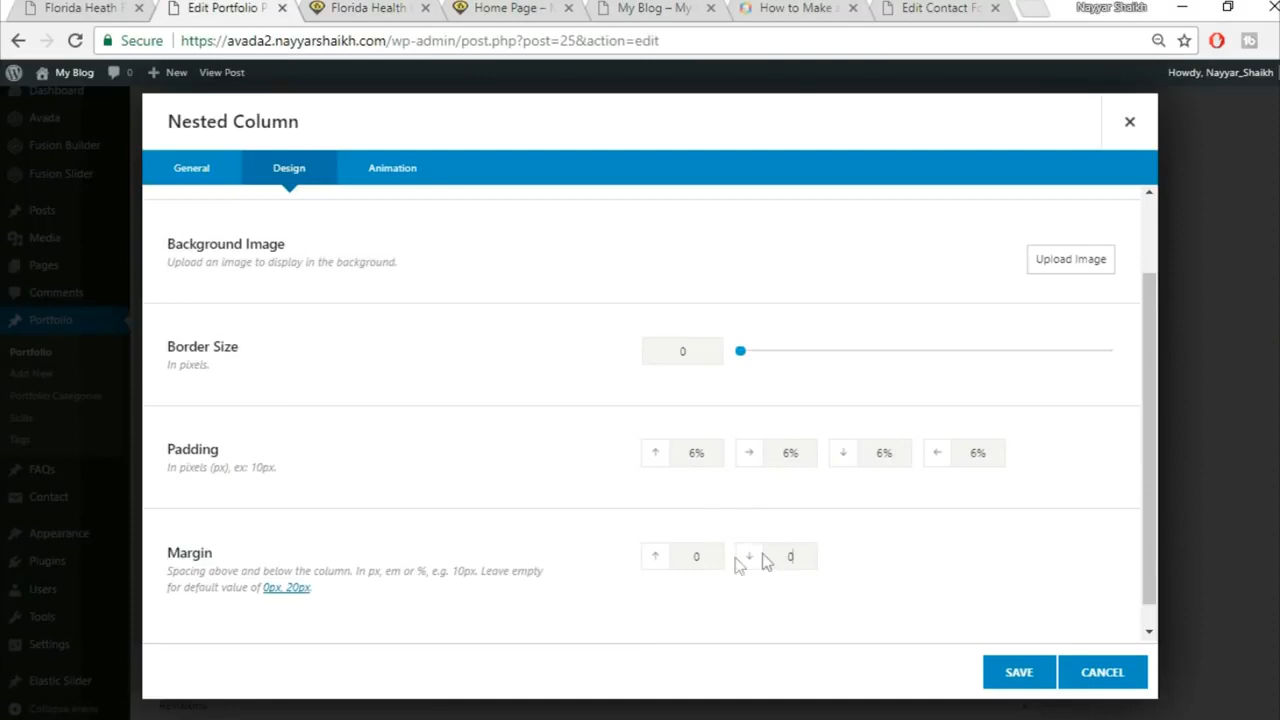 Florida Heath F
Edit Portfolio P
Florida Health
Home Page –
My Blog – My
How to Make
Edit Contact Fo
Nayyar Shaikh
Secure
https://avada2.nayyarshaikh.com/wp-admin/post.php?post=25&action=edit
My Blog
0
New
View Post
Howdy, Nayyar_Shaikh
Dashboard
Avada
Fusion Builder
Fusion Slider
Posts
Media
Pages
Comments
Portfolio
Portfolio
Add New
Portfolio Categories
Skills
Tags
FAQs
Contact
Appearance
Plugins
Users
Tools
Settings
Elastic Slider
Collapse menu
Nested Column
General
Design
Animation
Background Image
Upload an image to display in the background.
Upload Image
Border Size
In pixels.
0
Padding
In pixels (px), ex: 10px.
6%
6%
6%
6%
Margin
Spacing above and below the column. In px, em or %, e.g. 10px. Leave empty
for default value of 0px, 20px.
0
0
SAVE
CANCEL